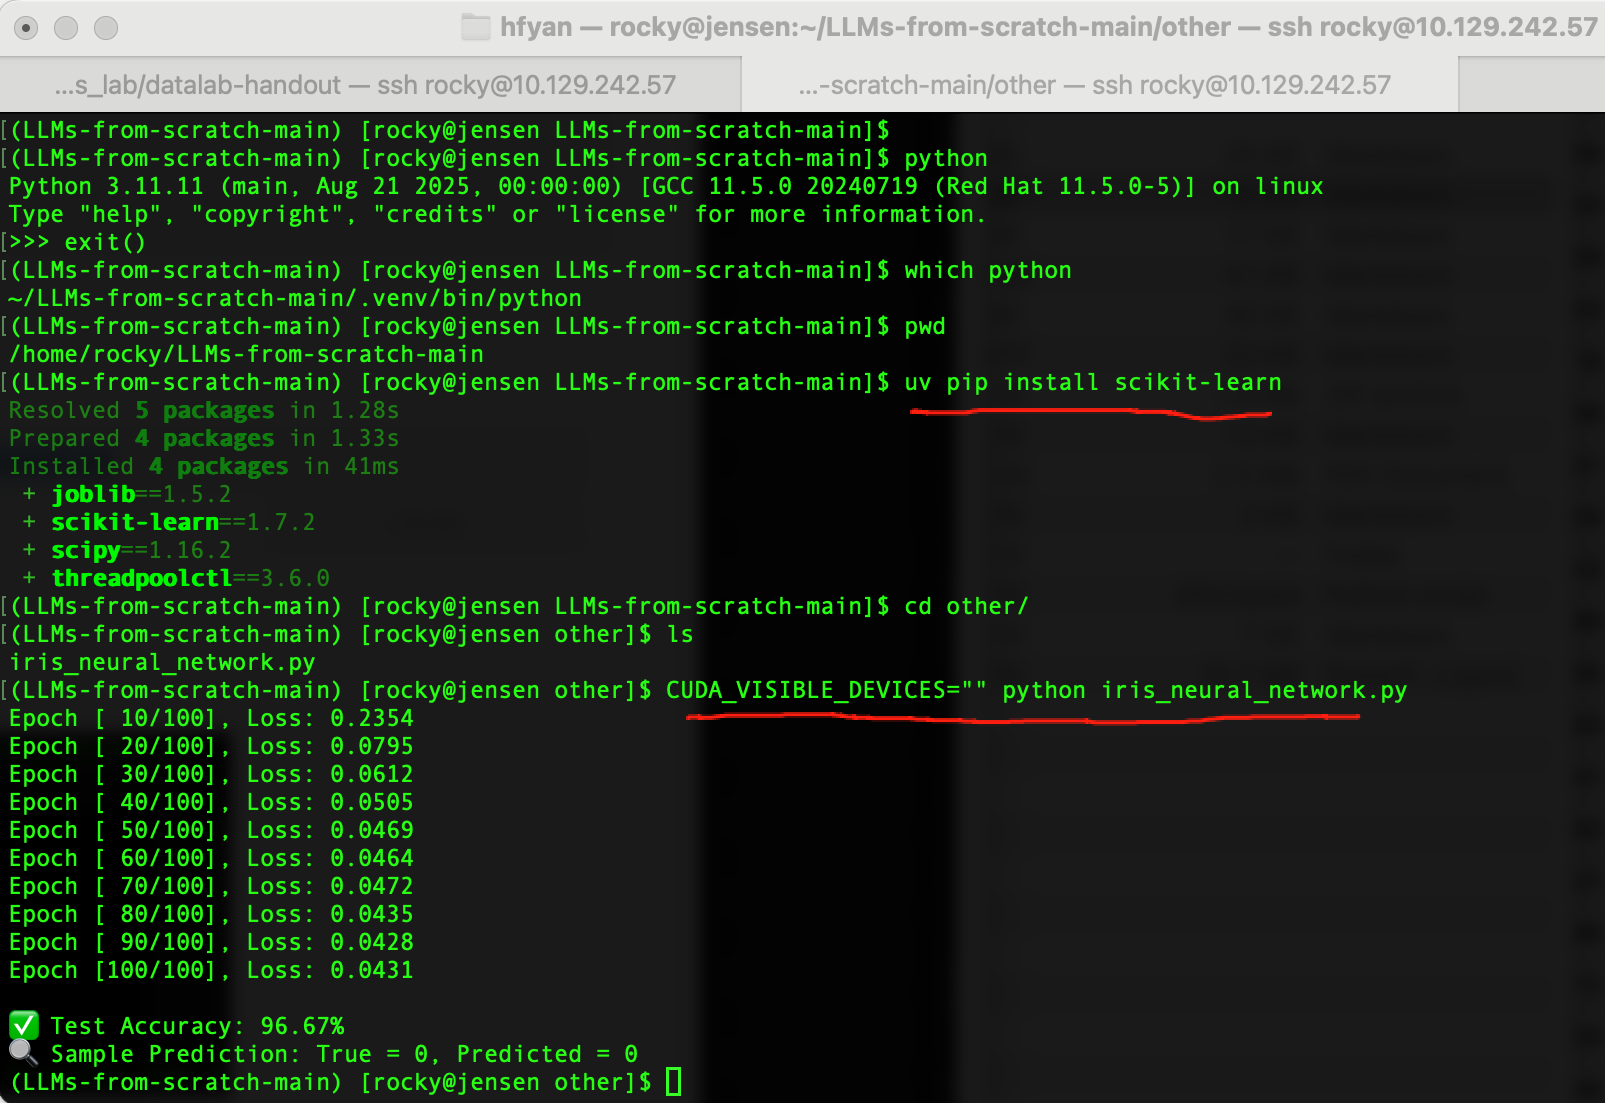 hfyan — rocky@jensen:~/LLMs-from-scratch-main/other — ssh rocky@10.129.242.57
...s_lab/datalab-handout — ssh rocky@10.129.242.57
...-scratch-main/other — ssh rocky@10.129.242.57
[(LLMs-from-scratch-main) [rocky@jensen LLMs-from-scratch-main]$
[(LLMs-from-scratch-main) [rocky@jensen LLMs-from-scratch-main]$ python
Python 3.11.11 (main, Aug 21 2025, 00:00:00) [GCC 11.5.0 20240719 (Red Hat 11.5.0-5)] on linux
Type "help", "copyright", "credits" or "license" for more information.
[>>> exit()
[(LLMs-from-scratch-main) [rocky@jensen LLMs-from-scratch-main]$ which python
~/LLMs-from-scratch-main/.venv/bin/python
[(LLMs-from-scratch-main) [rocky@jensen LLMs-from-scratch-main]$ pwd
/home/rocky/LLMs-from-scratch-main
[(LLMs-from-scratch-main) [rocky@jensen LLMs-from-scratch-main]$ uv pip install scikit-learn
Resolved 5 packages in 1.28s
Prepared 4 packages in 1.33s
Installed 4 packages in 41ms
+ joblib==1.5.2
+ scikit-learn==1.7.2
+ scipy==1.16.2
+ threadpoolctl==3.6.0
[(LLMs-from-scratch-main) [rocky@jensen LLMs-from-scratch-main]$ cd other/
[(LLMs-from-scratch-main) [rocky@jensen other]$ ls
iris_neural_network.py
[(LLMs-from-scratch-main) [rocky@jensen other]$ CUDA_VISIBLE_DEVICES="" python iris_neural_network.py
Epoch [ 10/100], Loss: 0.2354
Epoch [ 20/100], Loss: 0.0795
Epoch [ 30/100], Loss: 0.0612
Epoch [ 40/100], Loss: 0.0505
Epoch [ 50/100], Loss: 0.0469
Epoch [ 60/100], Loss: 0.0464
Epoch [ 70/100], Loss: 0.0472
Epoch [ 80/100], Loss: 0.0435
Epoch [ 90/100], Loss: 0.0428
Epoch [100/100], Loss: 0.0431
✅ Test Accuracy: 96.67%
🔍 Sample Prediction: True = 0, Predicted = 0
(LLMs-from-scratch-main) [rocky@jensen other]$